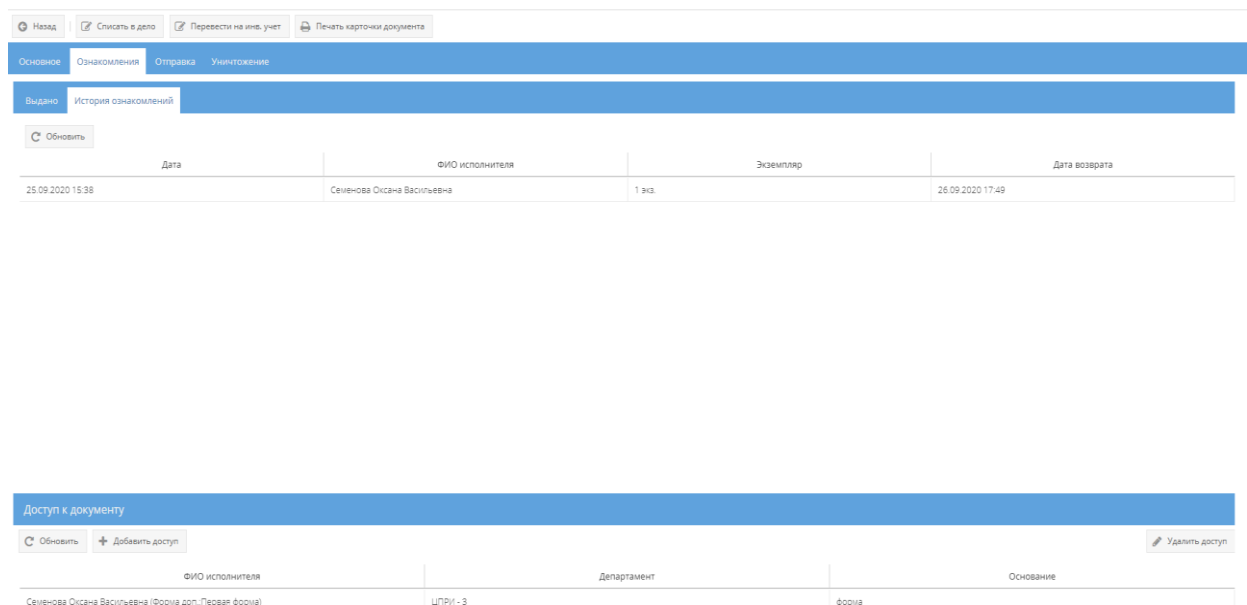 Назад Списать в дело Перевести на инв. учет Печать карточки документа
Основное Ознакомления Отправка Уничтожение
Выдано История ознакомлений
Обновить
Дата ФИО исполнителя Экземпляр Дата возврата
25.09.2020 15:38 Семенова Оксана Васильевна 1 экз. 26.09.2020 17:49
Доступ к документу
Обновить Добавить доступ Удалить доступ
ФИО исполнителя Департамент Основание
Семенова Оксана Васильевна (Форма доп.:Первая форма) ЦПРИ - 3 форма